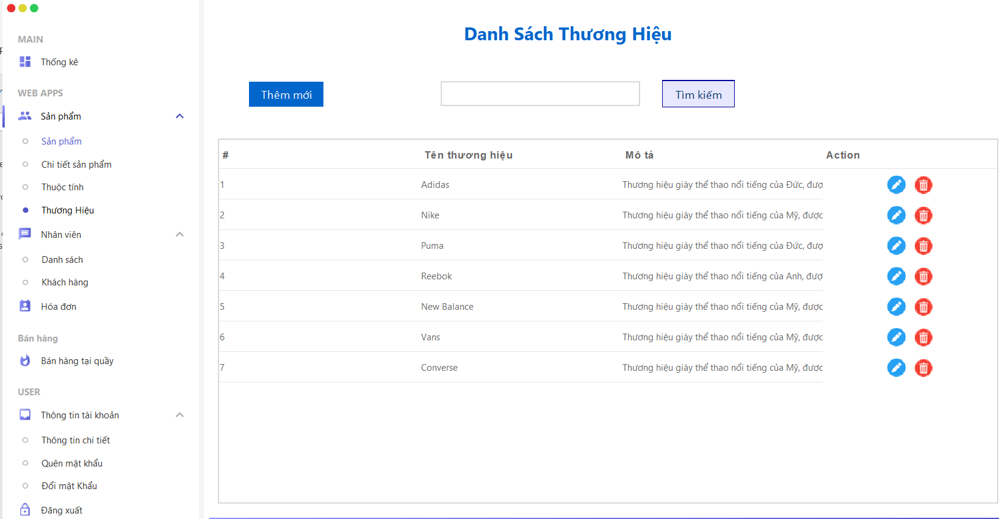 MAIN
Thống kê
WEB APPS
Sản phẩm
Sản phẩm
Chi tiết sản phẩm
Thuộc tính
Thương Hiệu
Nhân viên
Danh sách
Khách hàng
Hóa đơn
Bán hàng
Bán hàng tại quầy
USER
Thông tin tài khoản
Thông tin chi tiết
Quên mật khẩu
Đổi mật Khẩu
Đăng xuất
Danh Sách Thương Hiệu
Thêm mới
Tìm kiếm
# Tên thương hiệu Mô tả Action
1 Adidas Thương hiệu giày thể thao nổi tiếng của Đức, đượ
2 Nike Thương hiệu giày thể thao nổi tiếng của Mỹ, được
3 Puma Thương hiệu giày thể thao nổi tiếng của Đức, đượ
4 Reebok Thương hiệu giày thể thao nổi tiếng của Anh, đượ
5 New Balance Thương hiệu giày thể thao nổi tiếng của Mỹ, được
6 Vans Thương hiệu giày thể thao nổi tiếng của Mỹ, được
7 Converse Thương hiệu giày thể thao nổi tiếng của Mỹ, được